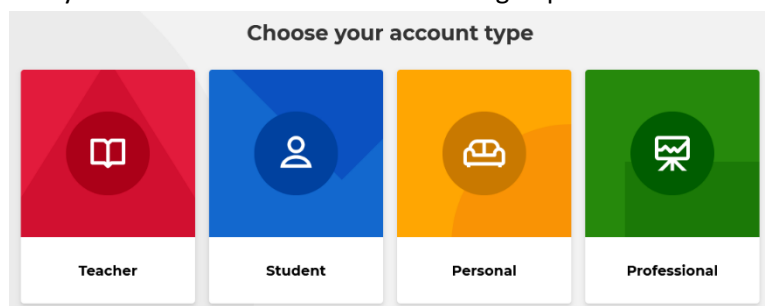 Choose your account type
Teacher
Student
Personal
Professional